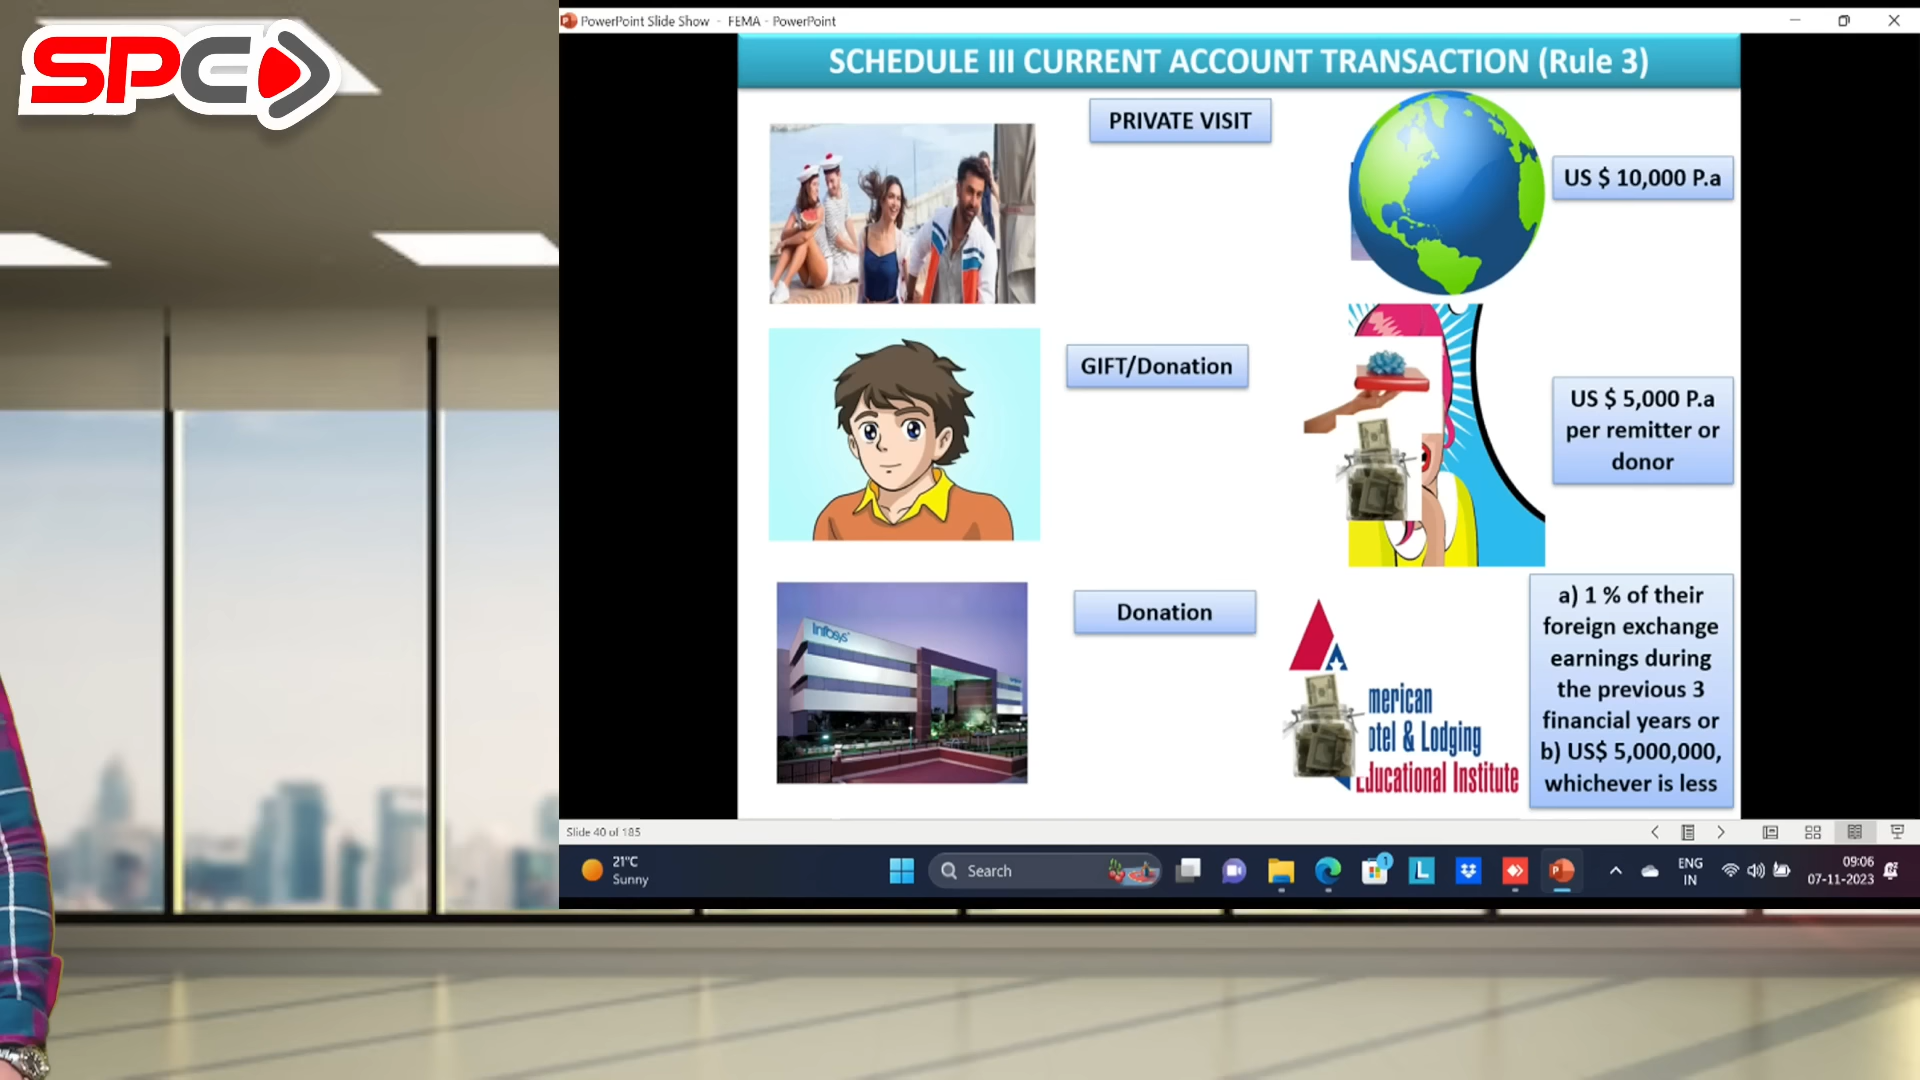 SPE
PowerPoint Slide Show - FEMA - PowerPoint
SCHEDULE III CURRENT ACCOUNT TRANSACTION (Rule 3)
PRIVATE VISIT
US $ 10,000 P.a
GIFT/Donation
US $ 5,000 P.a
per remitter or
donor
Infosys
Donation
merican
otel & Lodging
ducational Institute
a) 1 % of their
foreign exchange
earnings during
the previous 3
financial years or
b) US$ 5,000,000,
whichever is less
Slide 40 of 185
21°C
Sunny
Search
1
L
ENG
IN
09:06
07-11-2023